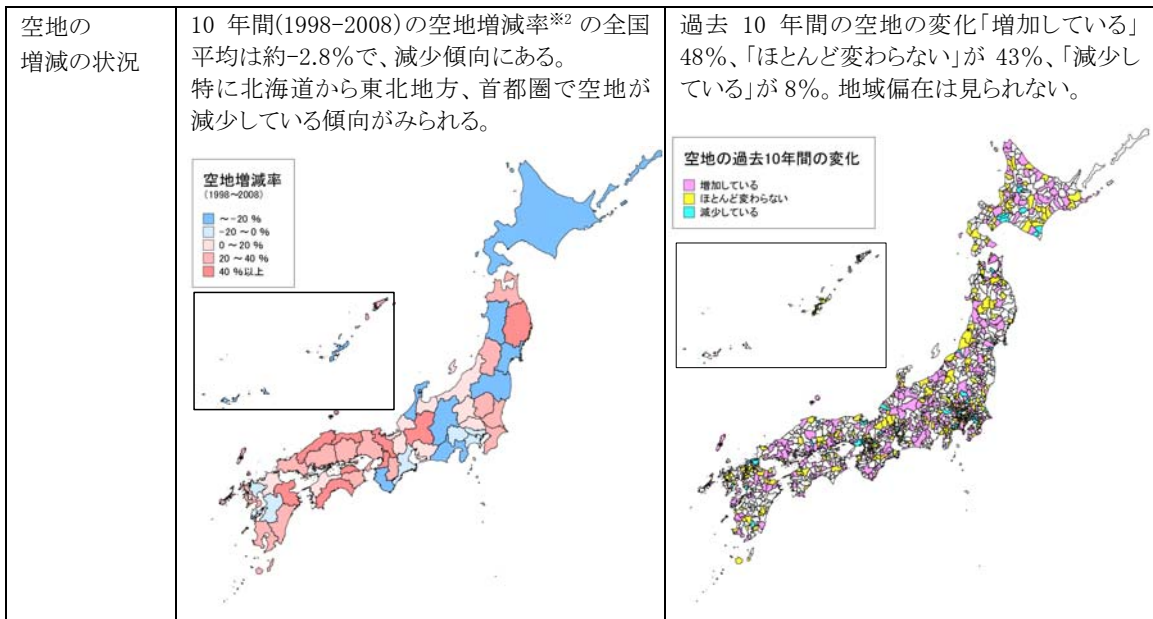 空地の
増減の状況
10 年間(1998-2008)の空地増減率※2 の全国
平均は約-2.8%で、減少傾向にある。
特に北海道から東北地方、首都圏で空地が
減少している傾向がみられる。
空地増減率
(1998～2008)
～-20 %
-20 ～ 0 %
0 ～ 20 %
20 ～ 40 %
40 %以上
過去 10 年間の空地の変化「増加している」
48%、「ほとんど変わらない」が 43%、「減少し
ている」が 8%。地域偏在は見られない。
空地の過去10年間の変化
増加している
ほとんど変わらない
減少している